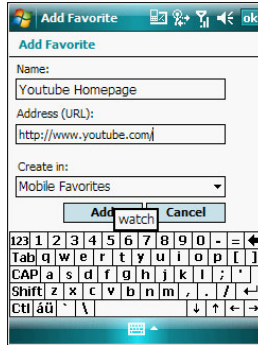 Add Favorite ok
Add Favorite
Name:
Youtube Homepage
Address (URL):
http://www.youtube.com/
Create in:
Mobile Favorites
Add Cancel
watch
123 1 2 3 4 5 6 7 8 9 0 - =
Tab q w e r t y u i o p [ ]
CAP a s d f g h j k l ; '
Shift z x c v b n m , . /
Ctl áü ` \